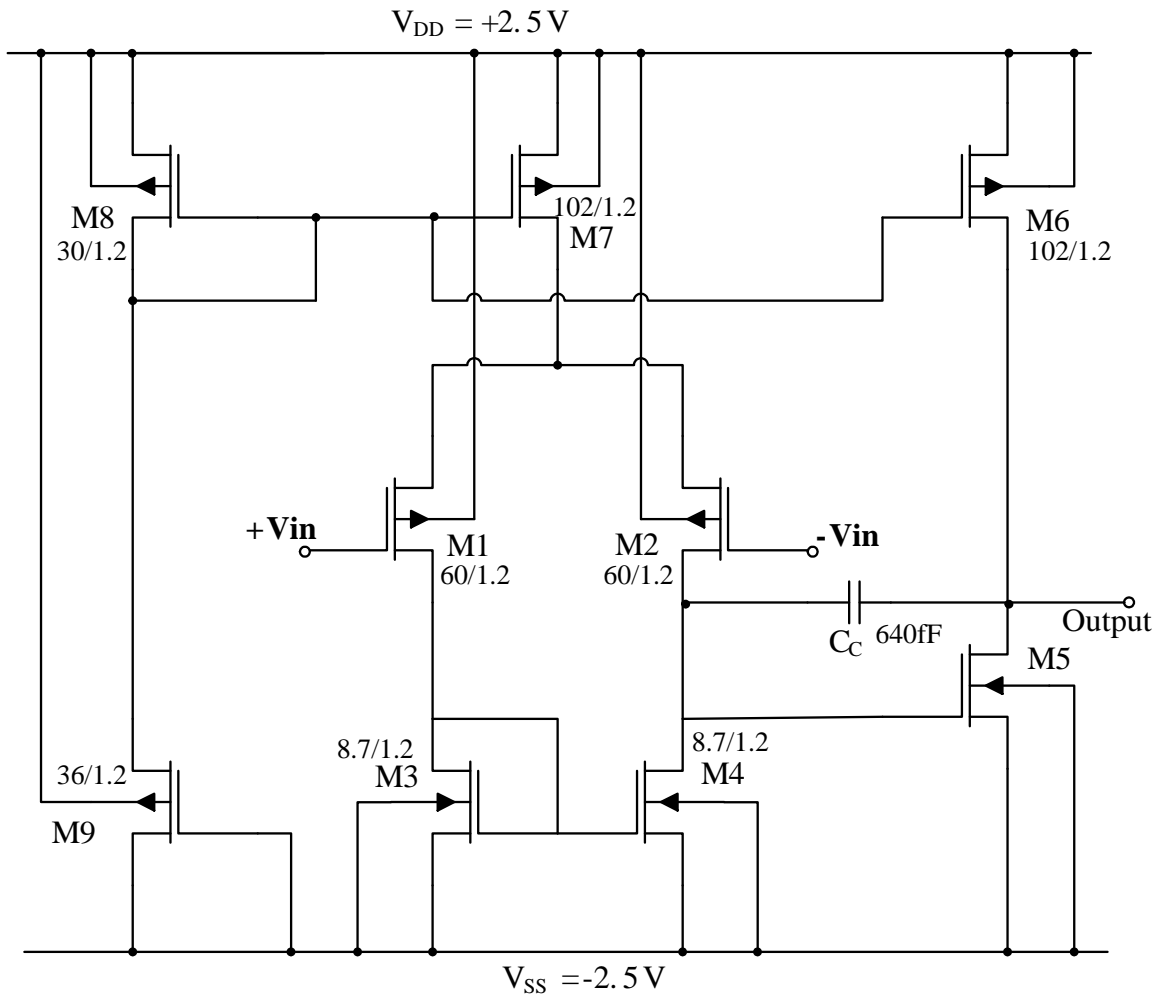 V_DD = +2.5V
M8
30/1.2
102/1.2
M7
M6
102/1.2
+Vin
M1
60/1.2
M2
60/1.2
-Vin
C_C
640fF
Output
M5
36/1.2
M9
8.7/1.2
M3
8.7/1.2
M4
V_SS =-2.5V